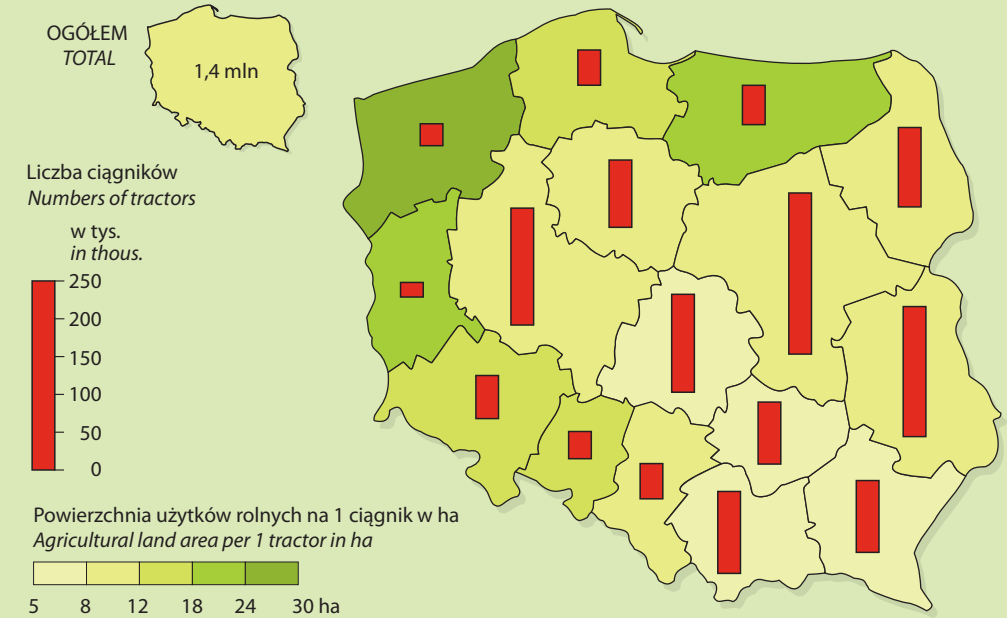 OGÓŁEM
TOTAL
1,4 mln
Liczba ciągników
Numbers of tractors
w tys.
in thous.
250
200
150
100
50
0
Powierzchnia użytków rolnych na 1 ciągnik w ha
Agricultural land area per 1 tractor in ha
5 8 12 18 24 30 ha